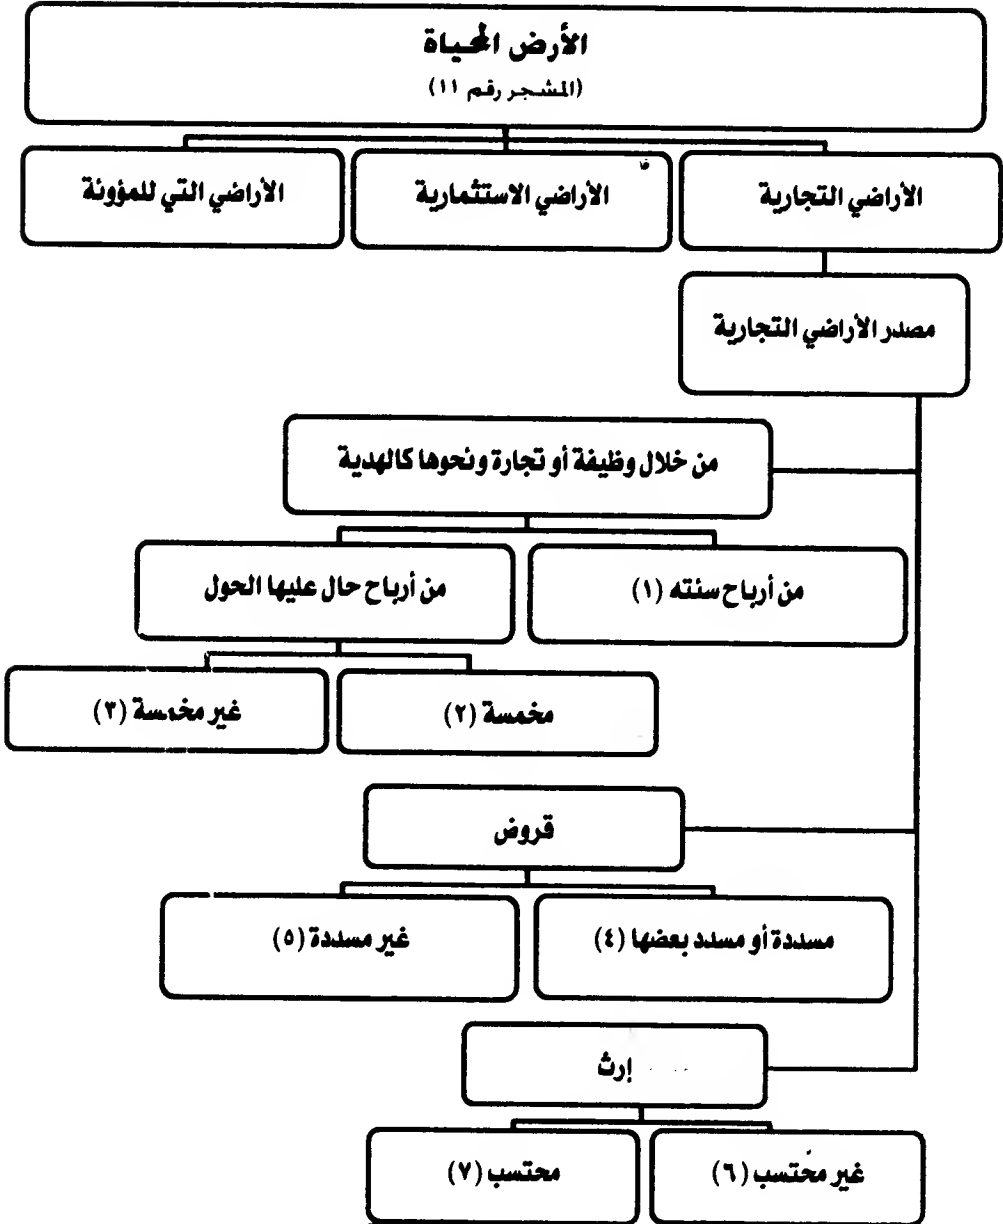 الأرض المحياة
(المشجر رقم ١١)
الأراضي التجارية
الأراضي الاستثمارية
الأراضي التي للمؤونة
مصدر الأراضي التجارية
من خلال وظيفة أو تجارة ونحوها كالهدية
من أرباح سنته (١)
من أرباح حال عليها الحول
مخمسة (٢)
غير مخمسة (٣)
قروض
مسددة أو مسدد بعضها (٤)
غير مسددة (٥)
إرث
غير محتسب (٦)
محتسب (٧)